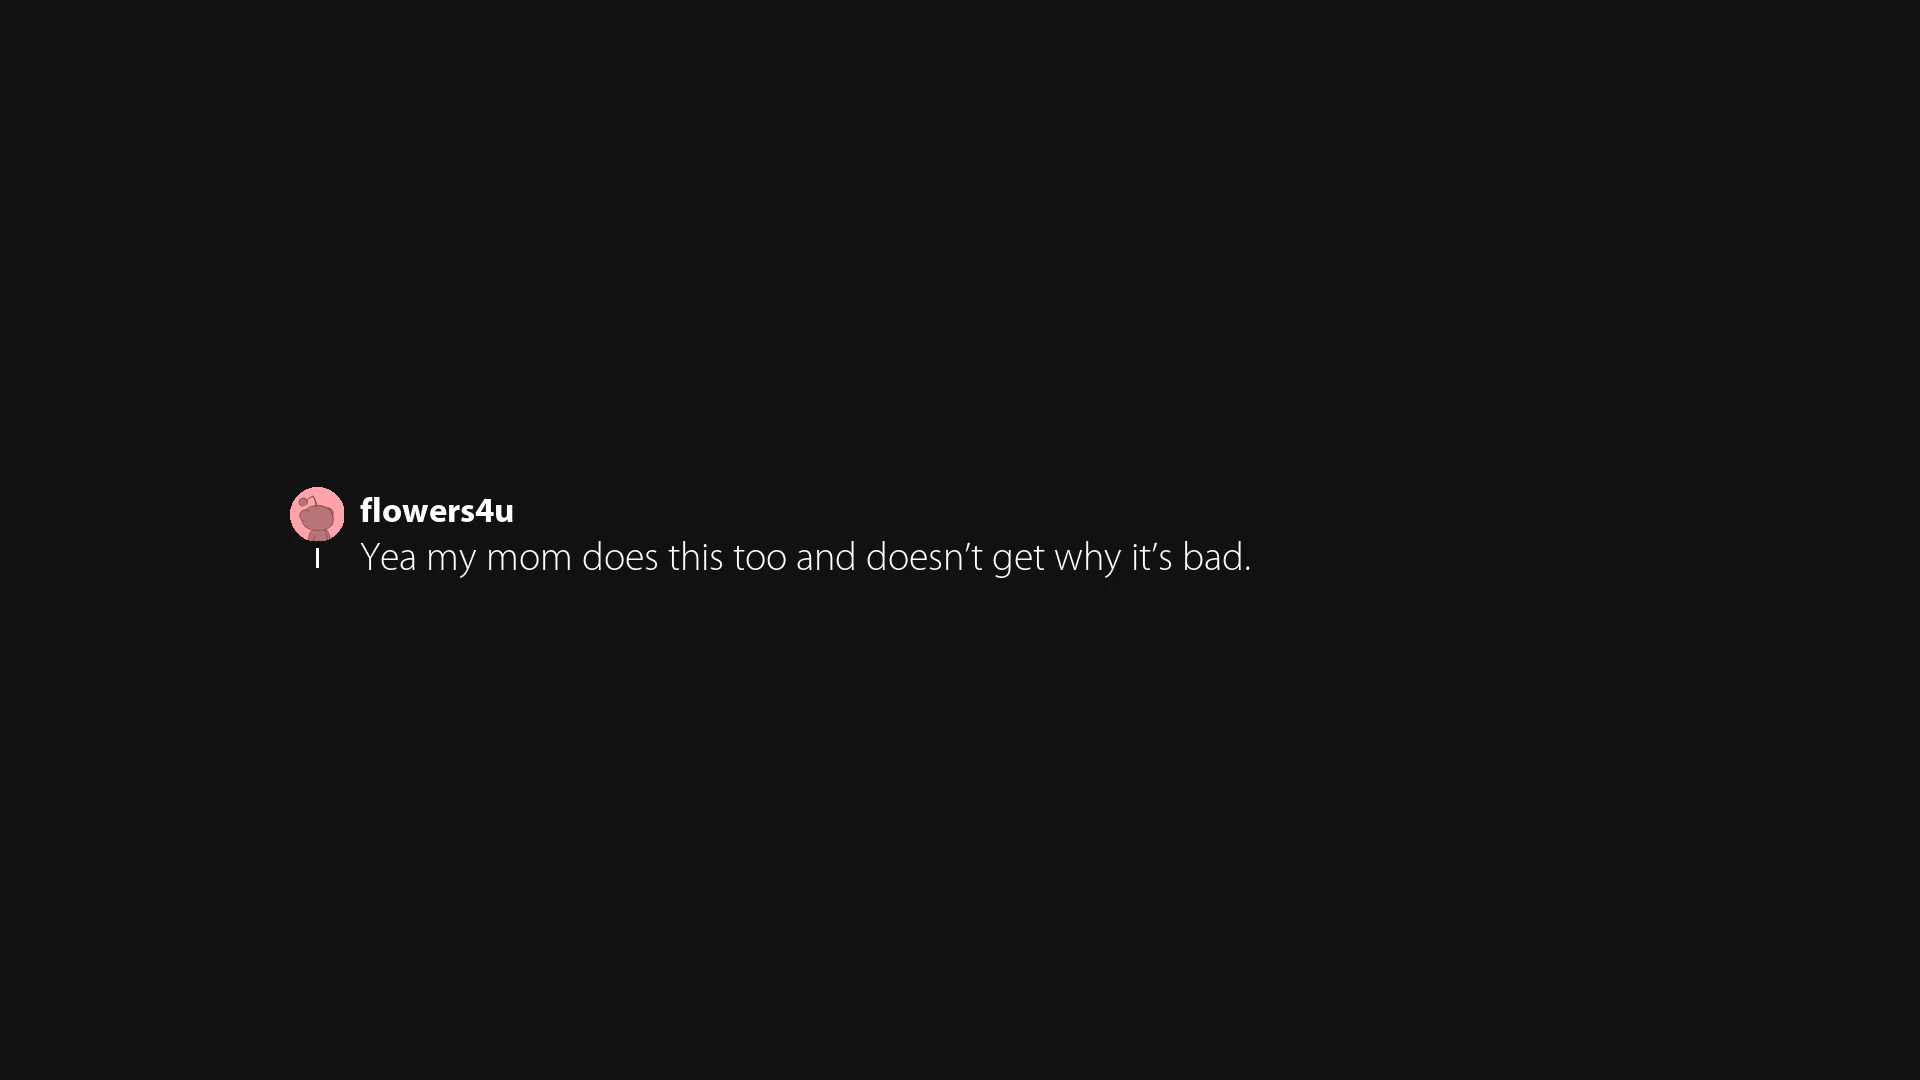 flowers4u
Yea my mom does this too and doesn’t get why it’s bad.